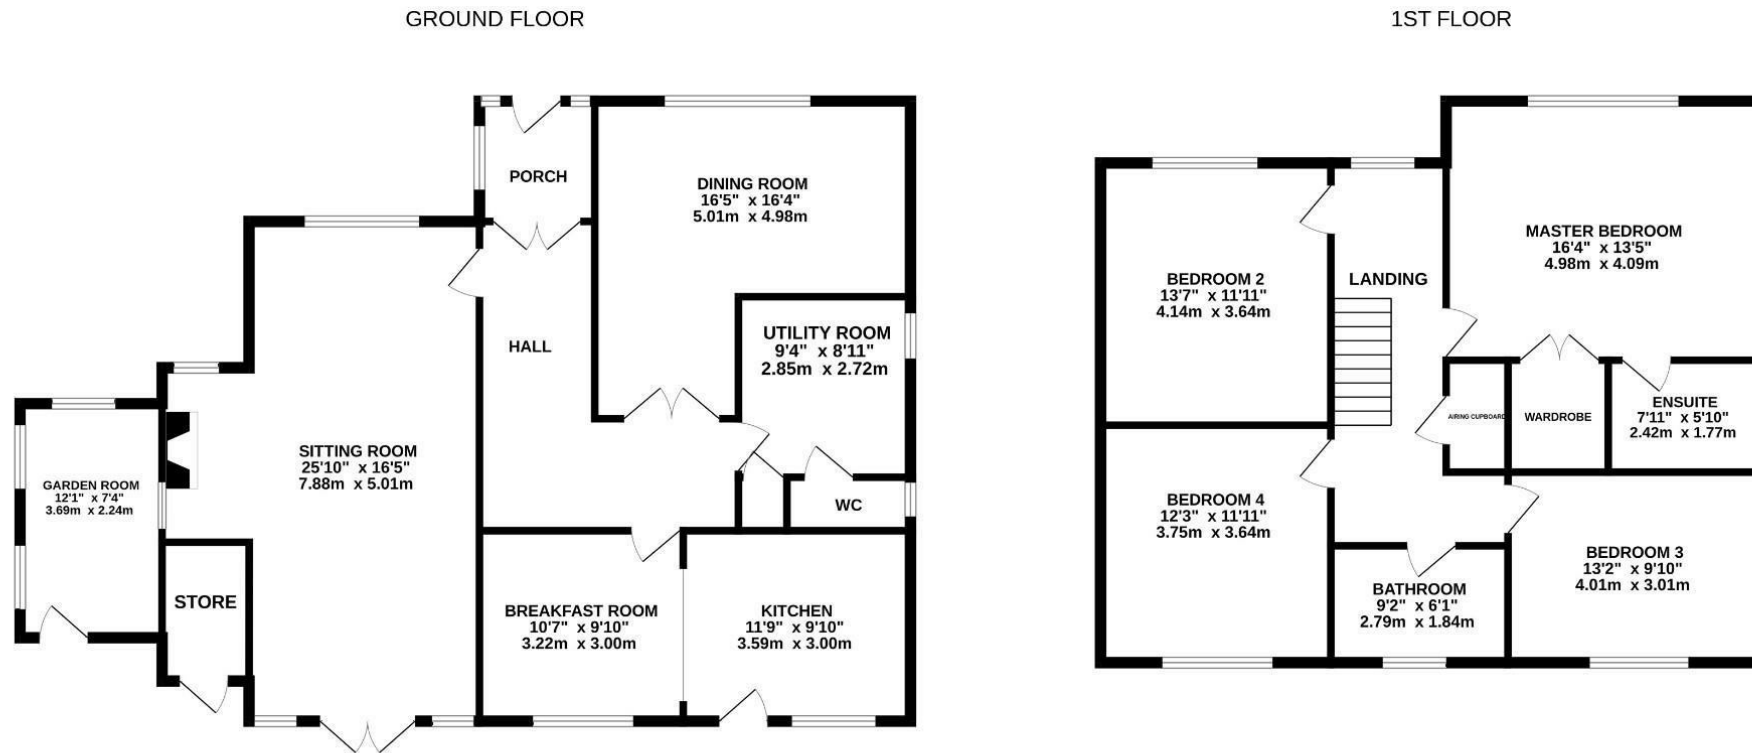 GROUND FLOOR
1ST FLOOR
PORCH
DINING ROOM
16'5" x 16'4"
5.01m x 4.98m
HALL
UTILITY ROOM
9'4" x 8'11"
2.85m x 2.72m
SITTING ROOM
25'10" x 16'5"
7.88m x 5.01m
GARDEN ROOM
12'1" x 7'4"
3.69m x 2.24m
WC
STORE
BREAKFAST ROOM
10'7" x 9'10"
3.22m x 3.00m
KITCHEN
11'9" x 9'10"
3.59m x 3.00m
MASTER BEDROOM
16'4" x 13'5"
4.98m x 4.09m
BEDROOM 2
13'7" x 11'11"
4.14m x 3.64m
LANDING
AIRING CUPBOARD
WARDROBE
ENSUITE
7'11" x 5'10"
2.42m x 1.77m
BEDROOM 4
12'3" x 11'11"
3.75m x 3.64m
BEDROOM 3
13'2" x 9'10"
4.01m x 3.01m
BATHROOM
9'2" x 6'1"
2.79m x 1.84m